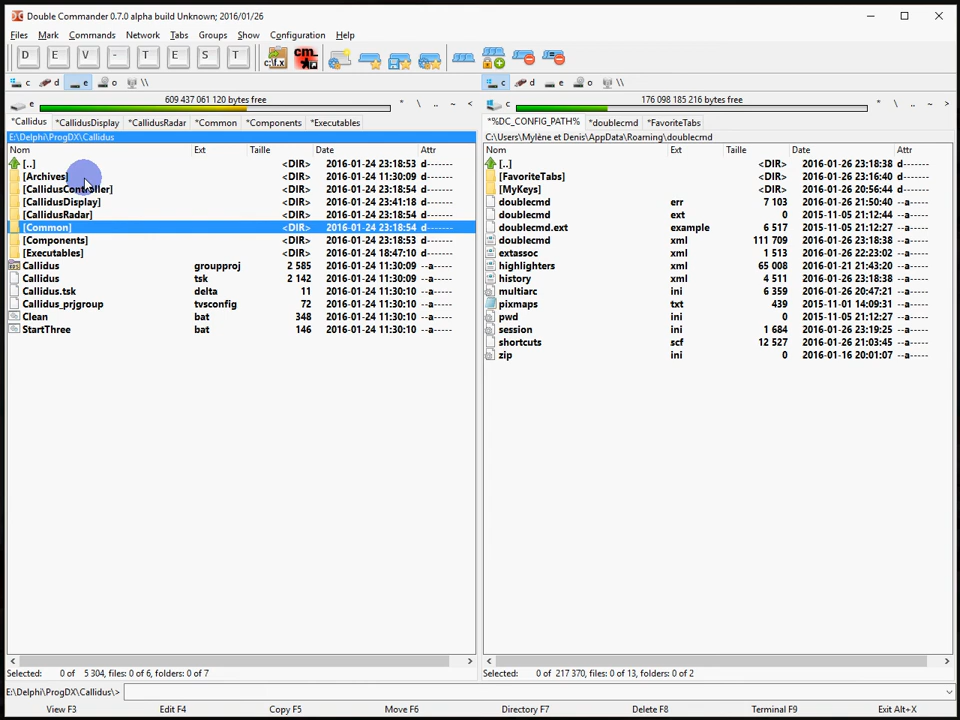 Double Commander 0.7.0 alpha build Unknown; 2016/01/26
Files Mark Commands Network Tabs Groups Show Configuration Help
D E V - T E S T c:\f.x cm_
c d e o \\ c d e o \\
e 609 437 061 120 bytes free * \ .. ~ < c 176 098 185 216 bytes free * \ .. ~ >
*Callidus *CallidusDisplay *CallidusRadar *Common *Components *Executables *%DC_CONFIG_PATH% *doublecmd *FavoriteTabs
E:\Delphi\ProgDX\Callidus C:\Users\Mylène et Denis\AppData\Roaming\doublecmd
Nom Ext Taille Date Attr Nom Ext Taille Date Attr
[..] <DIR> 2016-01-24 23:18:53 d------- [..] <DIR> 2016-01-26 23:18:38 d-------
[Archives] <DIR> 2016-01-24 11:30:09 d------- [FavoriteTabs] <DIR> 2016-01-26 23:16:40 d-------
[CallidusController] <DIR> 2016-01-24 23:18:54 d------- [MyKeys] <DIR> 2016-01-26 20:56:44 d-------
[CallidusDisplay] <DIR> 2016-01-24 23:41:18 d------- doublecmd err 7 103 2016-01-26 21:50:40 --a-----
[CallidusRadar] <DIR> 2016-01-24 23:18:54 d------- doublecmd ext 0 2015-11-05 21:12:44 --a-----
[Common] <DIR> 2016-01-24 23:18:54 d------- doublecmd.ext example 6 517 2015-11-05 21:12:27 --a-----
[Components] <DIR> 2016-01-24 23:18:53 d------- doublecmd xml 111 709 2016-01-26 23:18:38 --a-----
[Executables] <DIR> 2016-01-24 18:47:10 d------- extassoc xml 1 513 2016-01-26 22:23:02 --a-----
Callidus groupproj 2 585 2016-01-24 11:30:09 --a----- highlighters xml 65 008 2016-01-21 21:43:20 --a-----
Callidus tsk 2 142 2016-01-24 11:30:10 --a----- history xml 4 511 2016-01-26 23:18:38 --a-----
Callidus.tsk delta 11 2016-01-24 11:30:10 --a----- multiarc ini 6 359 2016-01-26 20:47:21 --a-----
Callidus_prjgroup tvsconfig 72 2016-01-24 11:30:10 --a----- pixmaps txt 439 2015-11-01 14:09:31 --a-----
Clean bat 348 2016-01-24 11:30:10 --a----- pwd ini 0 2015-11-05 21:12:27 --a-----
StartThree bat 146 2016-01-24 11:30:10 --a----- session ini 1 684 2016-01-26 23:19:25 --a-----
shortcuts scf 12 527 2016-01-26 21:03:45 --a-----
zip ini 0 2016-01-16 20:01:07 --a-----
Selected: 0 of 5 304, files: 0 of 6, folders: 0 of 7 Selected: 0 of 217 370, files: 0 of 13, folders: 0 of 2
E:\Delphi\ProgDX\Callidus\>
View F3 Edit F4 Copy F5 Move F6 Directory F7 Delete F8 Terminal F9 Exit Alt+X